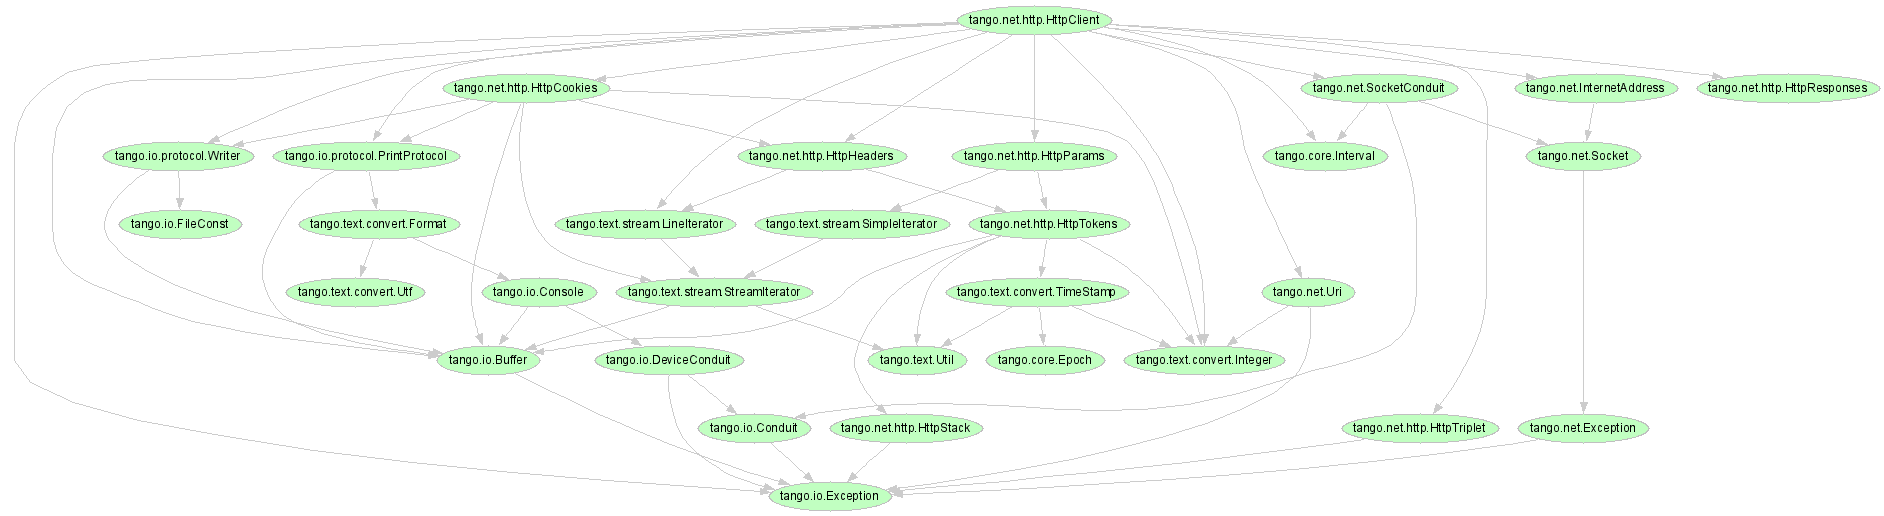 tango.net.http.HttpClient
tango.net.http.HttpCookies
tango.net.SocketConduit
tango.net.InternetAddress
tango.net.http.HttpResponses
tango.io.protocol.Writer
tango.io.protocol.PrintProtocol
tango.net.http.HttpHeaders
tango.net.http.HttpParams
tango.core.Interval
tango.net.Socket
tango.io.FileConst
tango.text.convert.Format
tango.text.stream.LineIterator
tango.text.stream.SimpleIterator
tango.net.http.HttpTokens
tango.text.convert.Utf
tango.io.Console
tango.text.stream.StreamIterator
tango.text.convert.TimeStamp
tango.net.Uri
tango.io.Buffer
tango.io.DeviceConduit
tango.text.Util
tango.core.Epoch
tango.text.convert.Integer
tango.io.Conduit
tango.net.http.HttpStack
tango.net.http.HttpTriplet
tango.net.Exception
tango.io.Exception